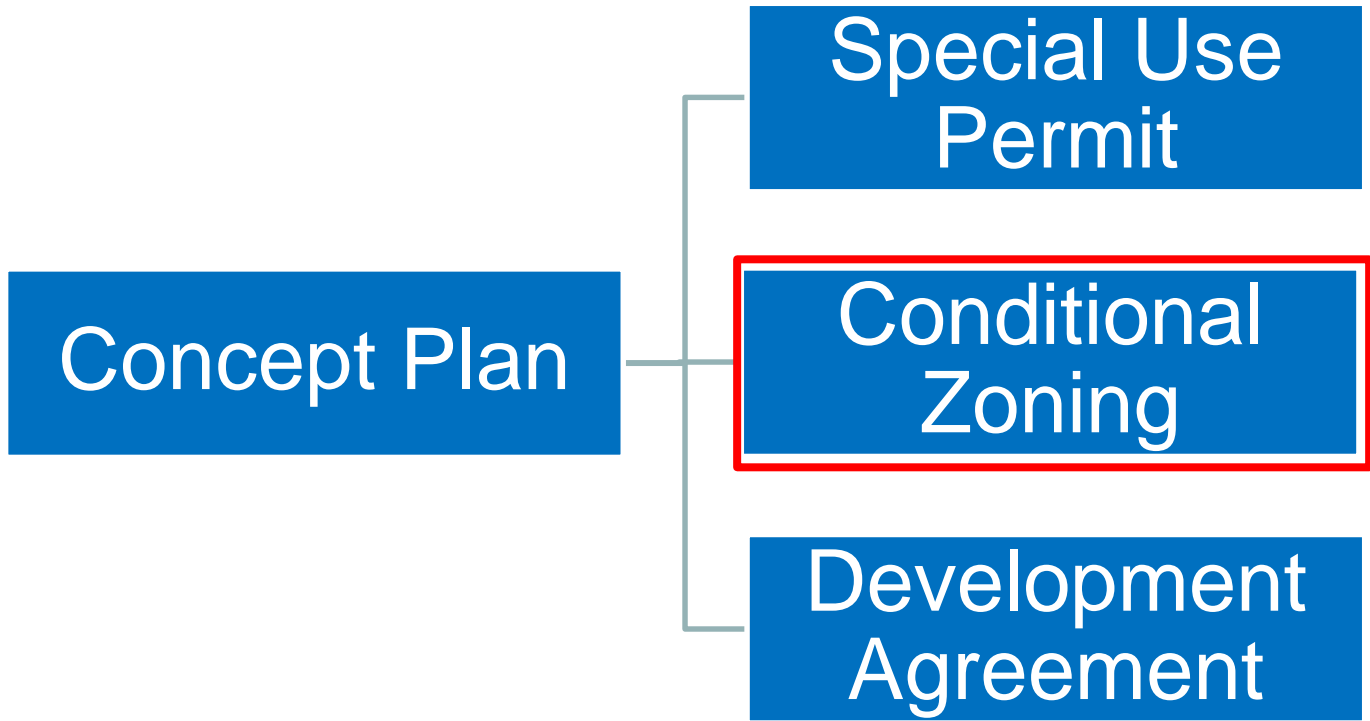 Concept Plan
Special Use
Permit
Conditional
Zoning
Development
Agreement